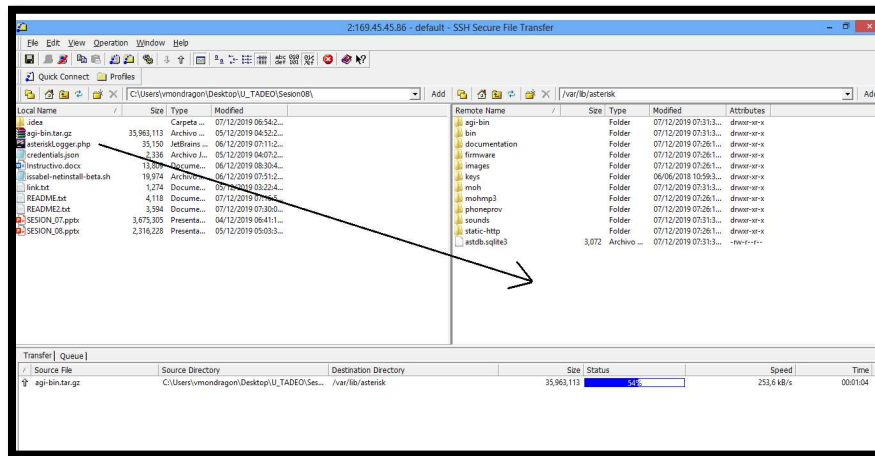 2:169.45.45.86 - default - SSH Secure File Transfer
File Edit View Operation Window Help
Quick Connect Profiles
C:\Users\vmondragon\Desktop\U_TADEO\Sesion08\ Add /var/lib/asterisk Add
Local Name / Size Type Modified
.idea Carpeta ... 07/12/2019 06:54:2...
agi-bin.tar.gz 35,963,113 Archivo ... 05/12/2019 04:52:2...
asteriskLogger.php 35,150 JetBrains ... 06/12/2019 07:11:2...
credentials.json 2,336 Archivo J... 05/12/2019 04:07:2...
Instructivo.docx Docume... 06/12/2019 08:30:4...
issabel-netinstall-beta.sh 19,974 Archivo ... 06/12/2019 07:51:2...
link.txt 1,274 Docume... 05/12/2019 03:22:4...
README.txt 4,118 Docume... 07/12/2019
README2.txt 3,594 Docume... 07/12/2019 07:30:0...
SESION_07.pptx 3,675,305 Presenta... 04/12/2019 06:41:1...
SESION_08.pptx 2,316,228 Presenta... 05/12/2019 05:03:3...
Remote Name / Size Type Modified Attributes
agi-bin Folder 07/12/2019 07:31:3... drwxr-xr-x
bin Folder 07/12/2019 07:31:3... drwxr-xr-x
documentation Folder 07/12/2019 07:26:1... drwxr-xr-x
firmware Folder 07/12/2019 07:26:1... drwxr-xr-x
images Folder 07/12/2019 07:26:1... drwxr-xr-x
keys Folder 06/06/2018 10:59:3... drwxr-xr-x
moh Folder 07/12/2019 07:31:3... drwxr-xr-x
mohmp3 Folder 07/12/2019 07:26:1... drwxr-xr-x
phoneprov Folder 07/12/2019 07:26:1... drwxr-xr-x
sounds Folder 07/12/2019 07:31:3... drwxr-xr-x
static-http Folder 07/12/2019 07:26:1... drwxr-xr-x
astdb.sqlite3 3,072 Archivo ... 07/12/2019 07:31:3... -rw-r--r--
Transfer Queue
/ Source File Source Directory Destination Directory Size Status Speed Time
agi-bin.tar.gz C:\Users\vmondragon\Desktop\U_TADEO\Ses... /var/lib/asterisk 35,963,113 54% 253,6 kB/s 00:01:04